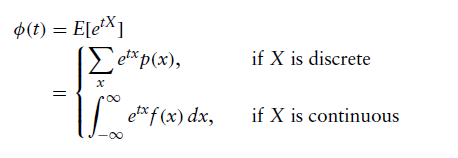 ϕ(t) = E[e^{tX}]
= { ∑_x e^{tx}p(x), if X is discrete
∫_{-∞}^{∞} e^{tx}f(x) dx, if X is continuous